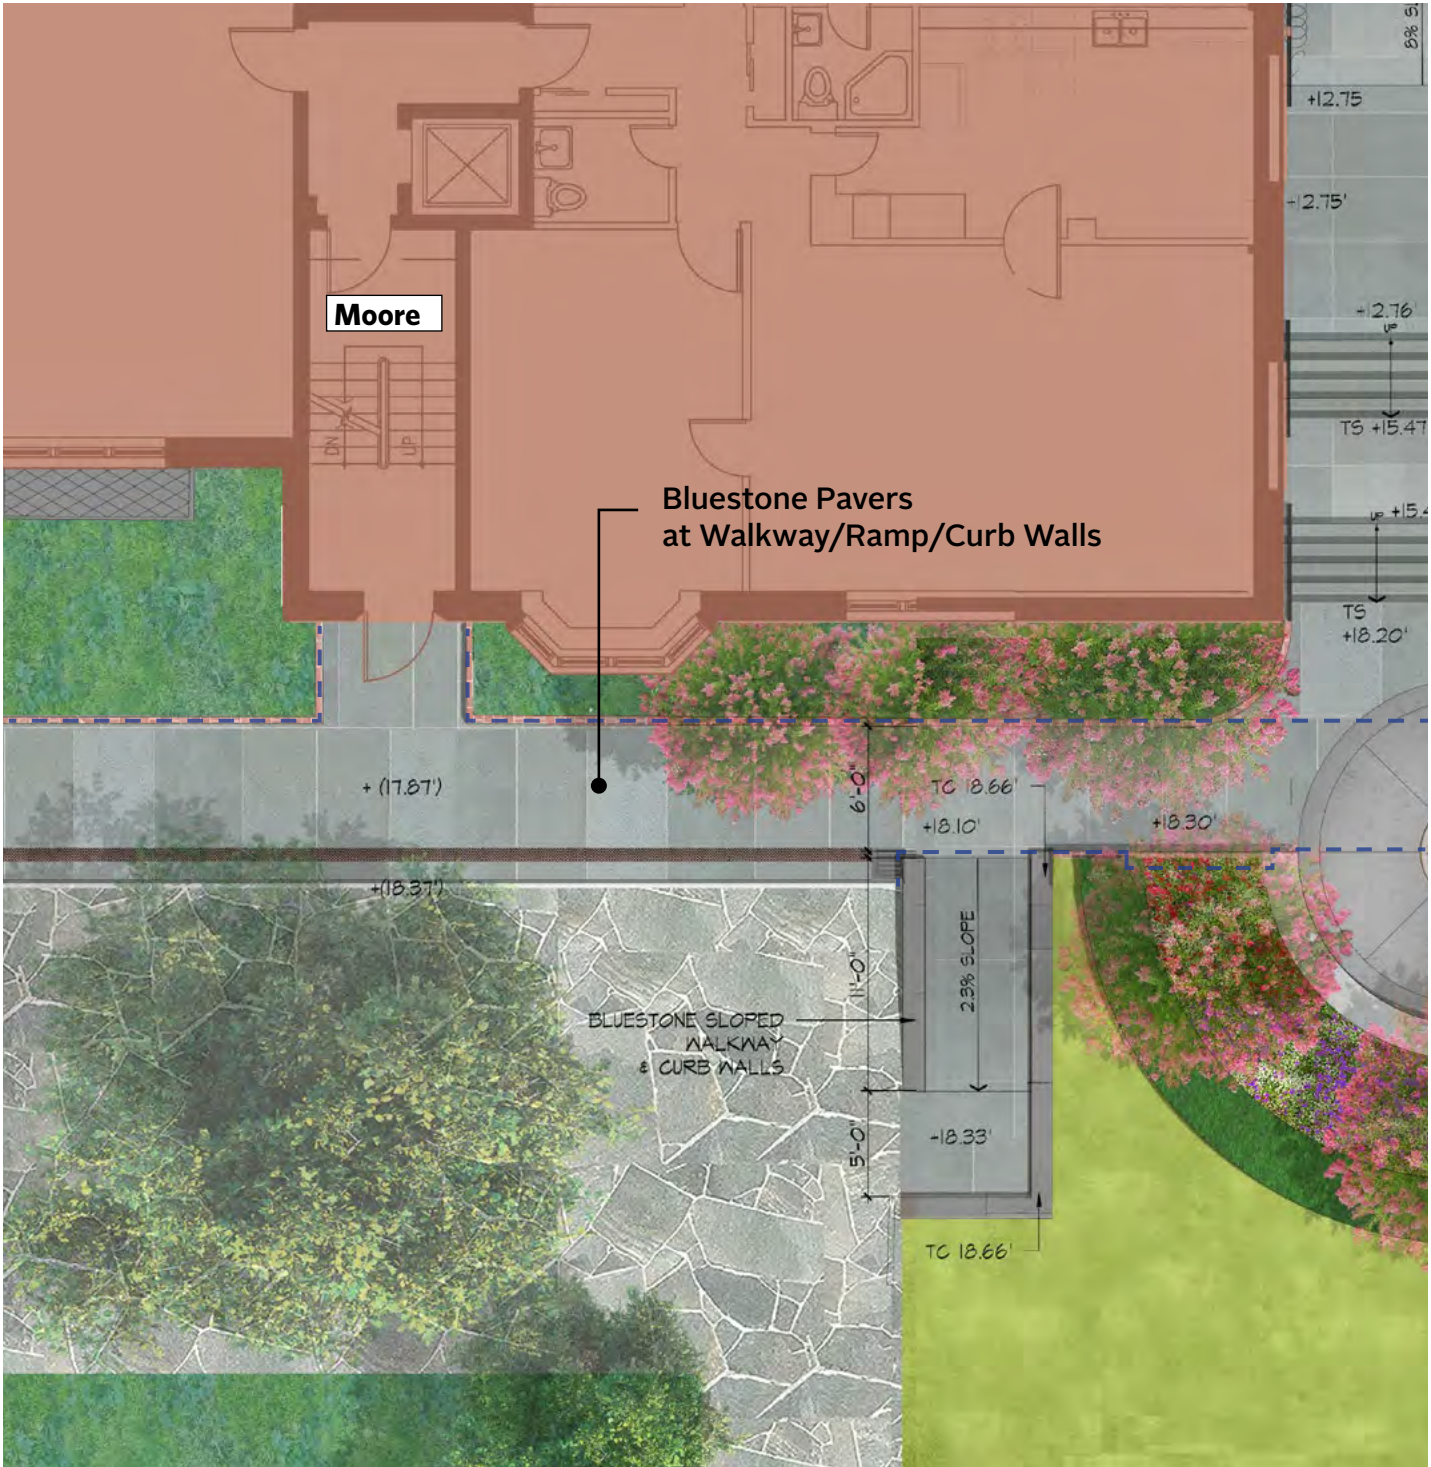 8% SL
+12.75
+12.75'
Moore
+12.76'
UP
TS +15.47
DN
UP
Bluestone Pavers
at Walkway/Ramp/Curb Walls
UP +15.4
TS
+18.20'
+ (17.87')
6'-0"
TC 18.66'
+18.10'
+18.30'
+(18.37')
11'-0"
2.3% SLOPE
BLUESTONE SLOPED
WALKWAY
& CURB WALLS
5'-0"
+18.33'
TC 18.66'